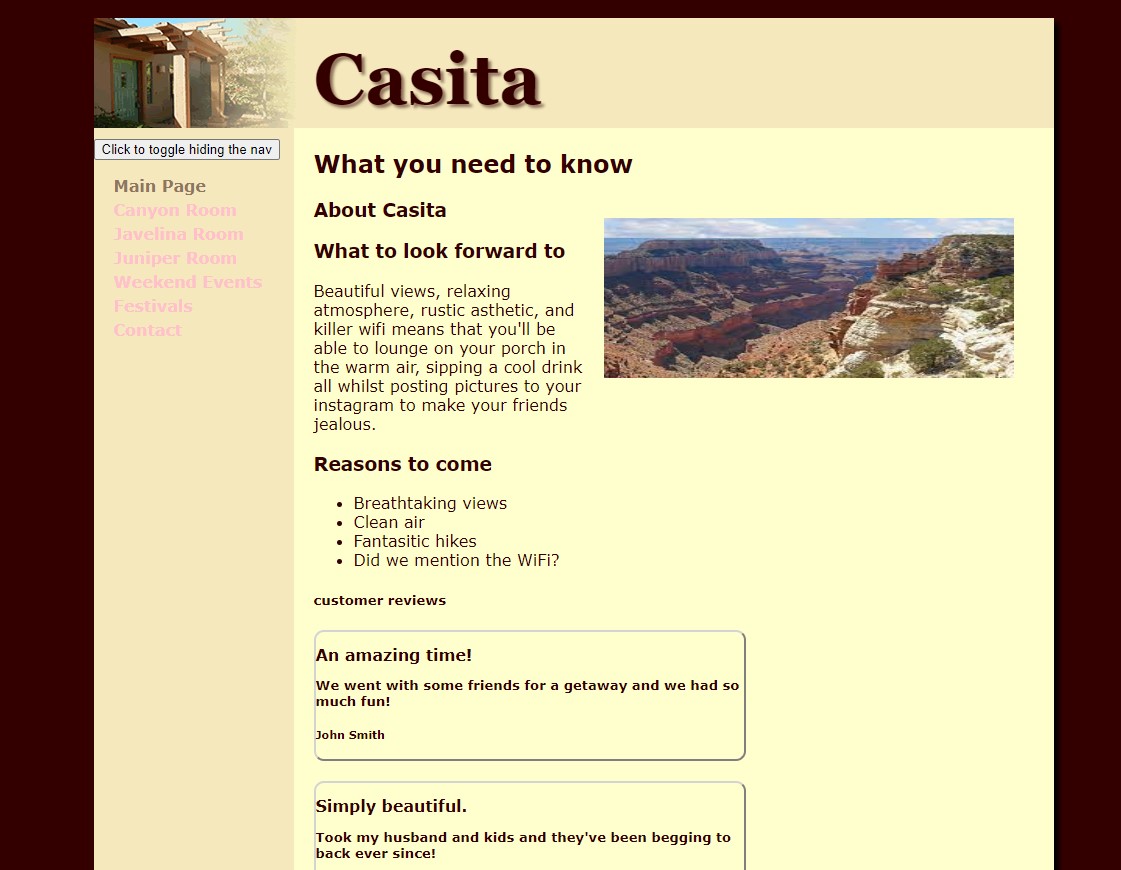 Casita
Click to toggle hiding the nav
Main Page
Canyon Room
Javelina Room
Juniper Room
Weekend Events
Festivals
Contact
What you need to know
About Casita
What to look forward to
Beautiful views, relaxing
atmosphere, rustic asthetic, and
killer wifi means that you'll be
able to lounge on your porch in
the warm air, sipping a cool drink
all whilst posting pictures to your
instagram to make your friends
jealous.
Reasons to come
• Breathtaking views
• Clean air
• Fantasitic hikes
• Did we mention the WiFi?
customer reviews
An amazing time!
We went with some friends for a getaway and we had so
much fun!
John Smith
Simply beautiful.
Took my husband and kids and they've been begging to
back ever since!